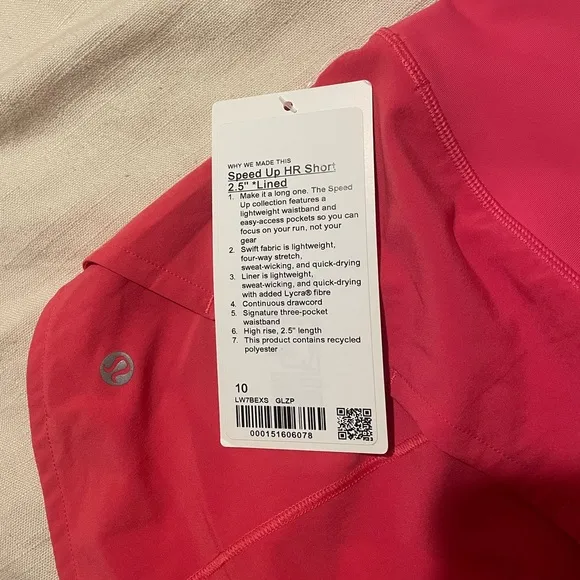 WHY WE MADE THIS
Speed Up HR Short
2.5" *Lined
1. Make it a long one. The Speed
Up collection features a
lightweight waistband and
easy-access pockets so you can
focus on your run, not your
gear
2. Swift fabric is lightweight,
four-way stretch,
sweat-wicking, and quick-drying
3. Liner is lightweight,
sweat-wicking, and quick-drying
with added Lycra® fibre
4. Continuous drawcord
5. Signature three-pocket
waistband
6. High rise, 2.5" length
7. This product contains recycled
polyester
10
LW7BEXS GLZP
000151606078